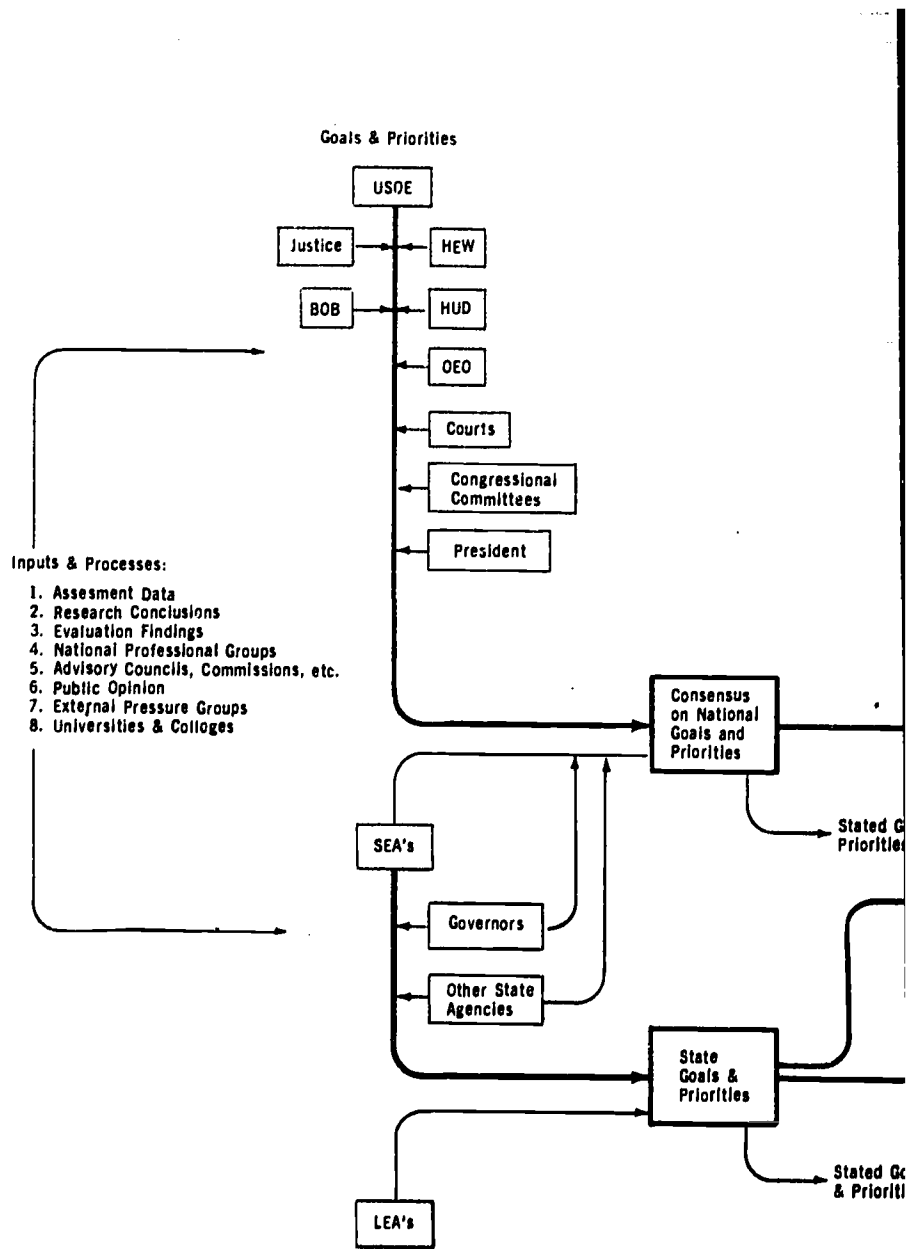 Goals & Priorities
USOE
Justice
HEW
BOB
HUD
OEO
Courts
Congressional
Committees
President
Inputs & Processes:
1. Assesment Data
2. Research Conclusions
3. Evaluation Findings
4. National Professional Groups
5. Advisory Councils, Commissions, etc.
6. Public Opinion
7. External Pressure Groups
8. Universities & Colloges
Consensus
on National
Goals and
Priorities
Stated G
Priorities
SEA's
Governors
Other State
Agencies
State
Goals &
Priorities
Stated Go
& Prioriti
LEA's